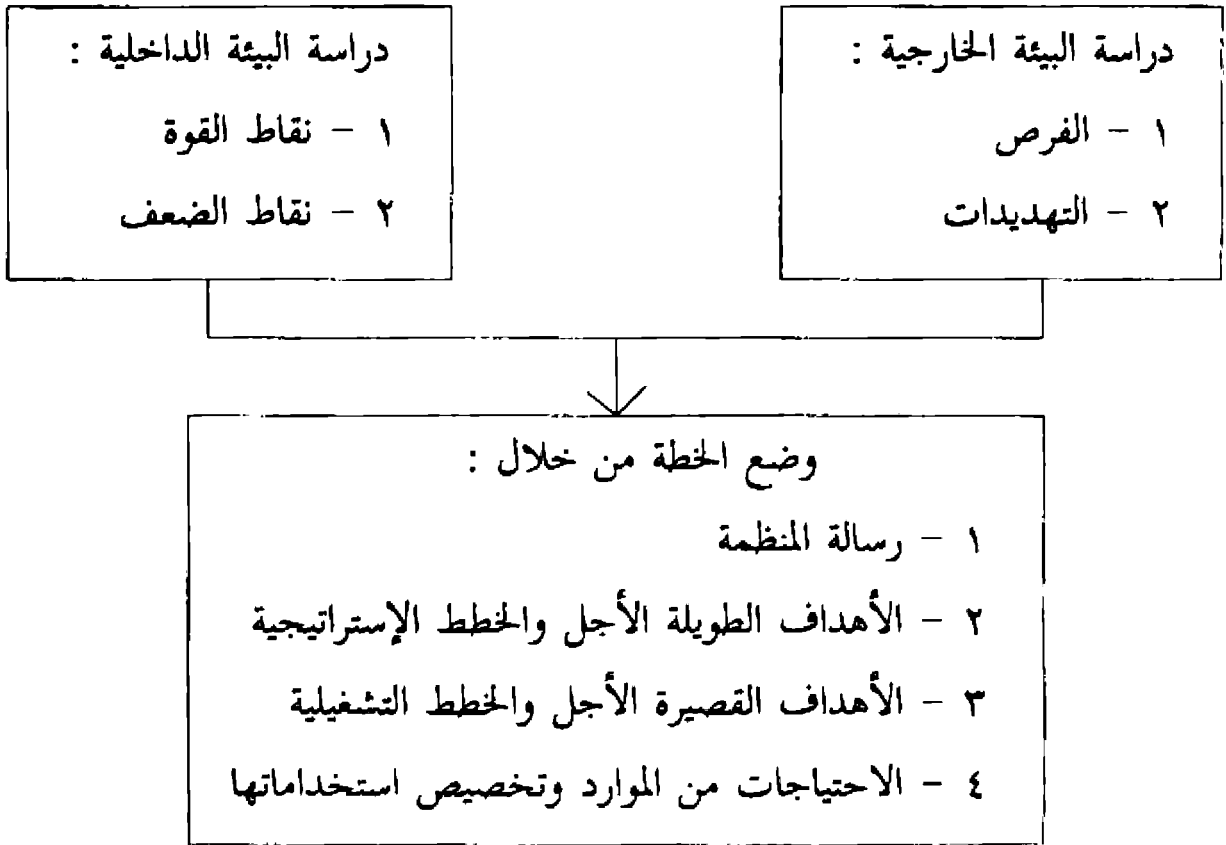 دراسة البيئة الخارجية :
١ - الفرص
٢ - التهديدات
دراسة البيئة الداخلية :
١ - نقاط القوة
٢ - نقاط الضعف
وضع الخطة من خلال :
١ - رسالة المنظمة
٢ - الأهداف الطويلة الأجل والخطط الإستراتيجية
٣ - الأهداف القصيرة الأجل والخطط التشغيلية
٤ - الاحتياجات من الموارد وتخصيص استخداماتها